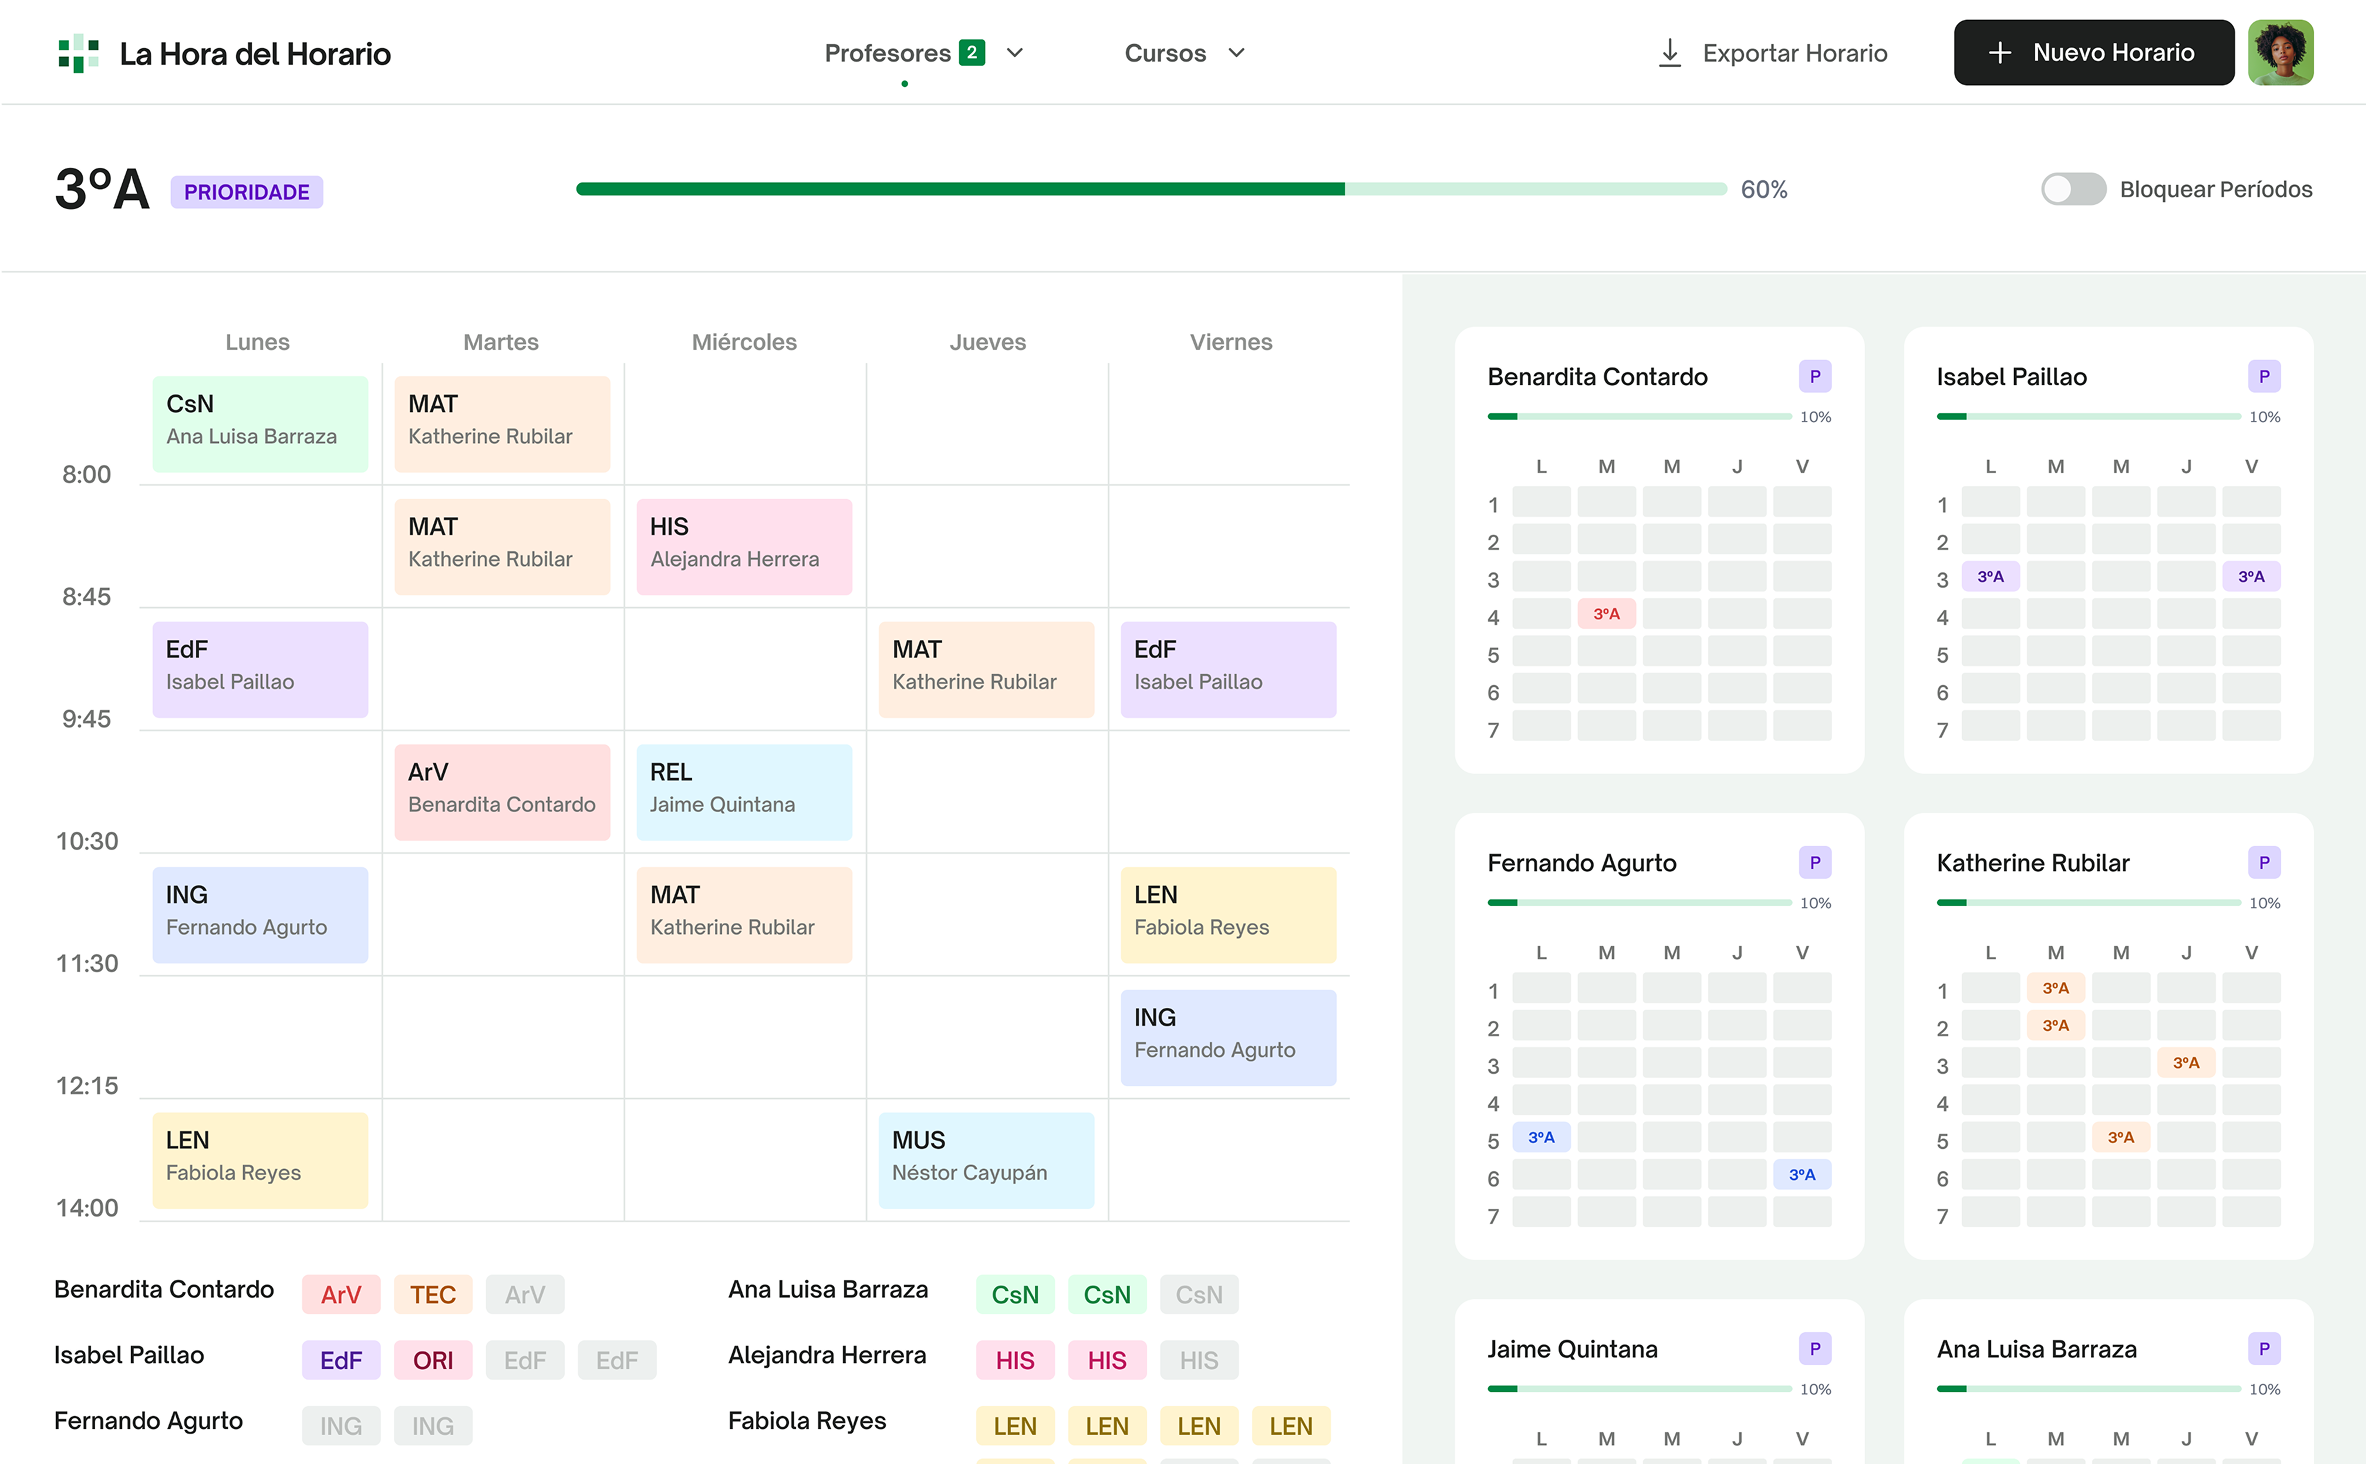 La Hora del Horario
Profesores 2
Cursos
Exportar Horario
+ Nuevo Horario
3ºA PRIORIDADE
60%
Bloquear Períodos
Lunes Martes Miércoles Jueves Viernes
CsN
Ana Luisa Barraza
MAT
Katherine Rubilar
8:00
MAT
Katherine Rubilar
HIS
Alejandra Herrera
8:45
EdF
Isabel Paillao
MAT
Katherine Rubilar
EdF
Isabel Paillao
9:45
ArV
Benardita Contardo
REL
Jaime Quintana
10:30
ING
Fernando Agurto
MAT
Katherine Rubilar
LEN
Fabiola Reyes
11:30
ING
Fernando Agurto
12:15
LEN
Fabiola Reyes
MUS
Néstor Cayupán
14:00
Benardita Contardo ArV TEC ArV
Isabel Paillao EdF ORI EdF EdF
Fernando Agurto ING ING
Ana Luisa Barraza CsN CsN CsN
Alejandra Herrera HIS HIS HIS
Fabiola Reyes LEN LEN LEN LEN
Benardita Contardo P
10%
L M M J V
1
2
3
4 3ºA
5
6
7
Isabel Paillao P
10%
L M M J V
1
2
3 3ºA 3ºA
4
5
6
7
Fernando Agurto P
10%
L M M J V
1
2
3
4
5 3ºA
6 3ºA
7
Katherine Rubilar P
10%
L M M J V
1 3ºA
2 3ºA
3 3ºA
4
5 3ºA
6
7
Jaime Quintana P
10%
L M M J V
Ana Luisa Barraza P
10%
L M M J V